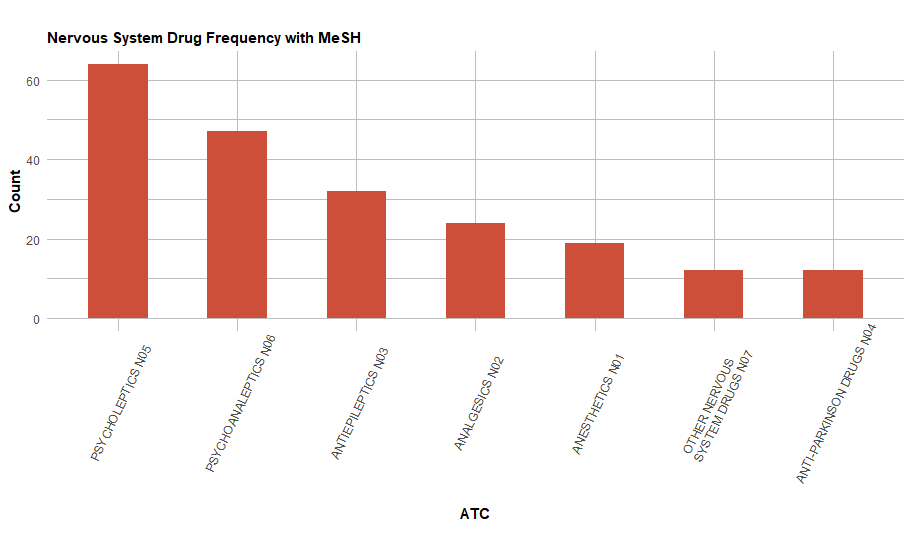 Nervous System Drug Frequency with MeSH
Count
60
40
20
0
PSYCHOLEPTICS N05
PSYCHOANALEPTICS N06
ANTIEPILEPTICS N03
ANALGESICS N02
ANESTHETICS N01
OTHER NERVOUS
SYSTEM DRUGS N07
ANTI-PARKINSON DRUGS N04
ATC